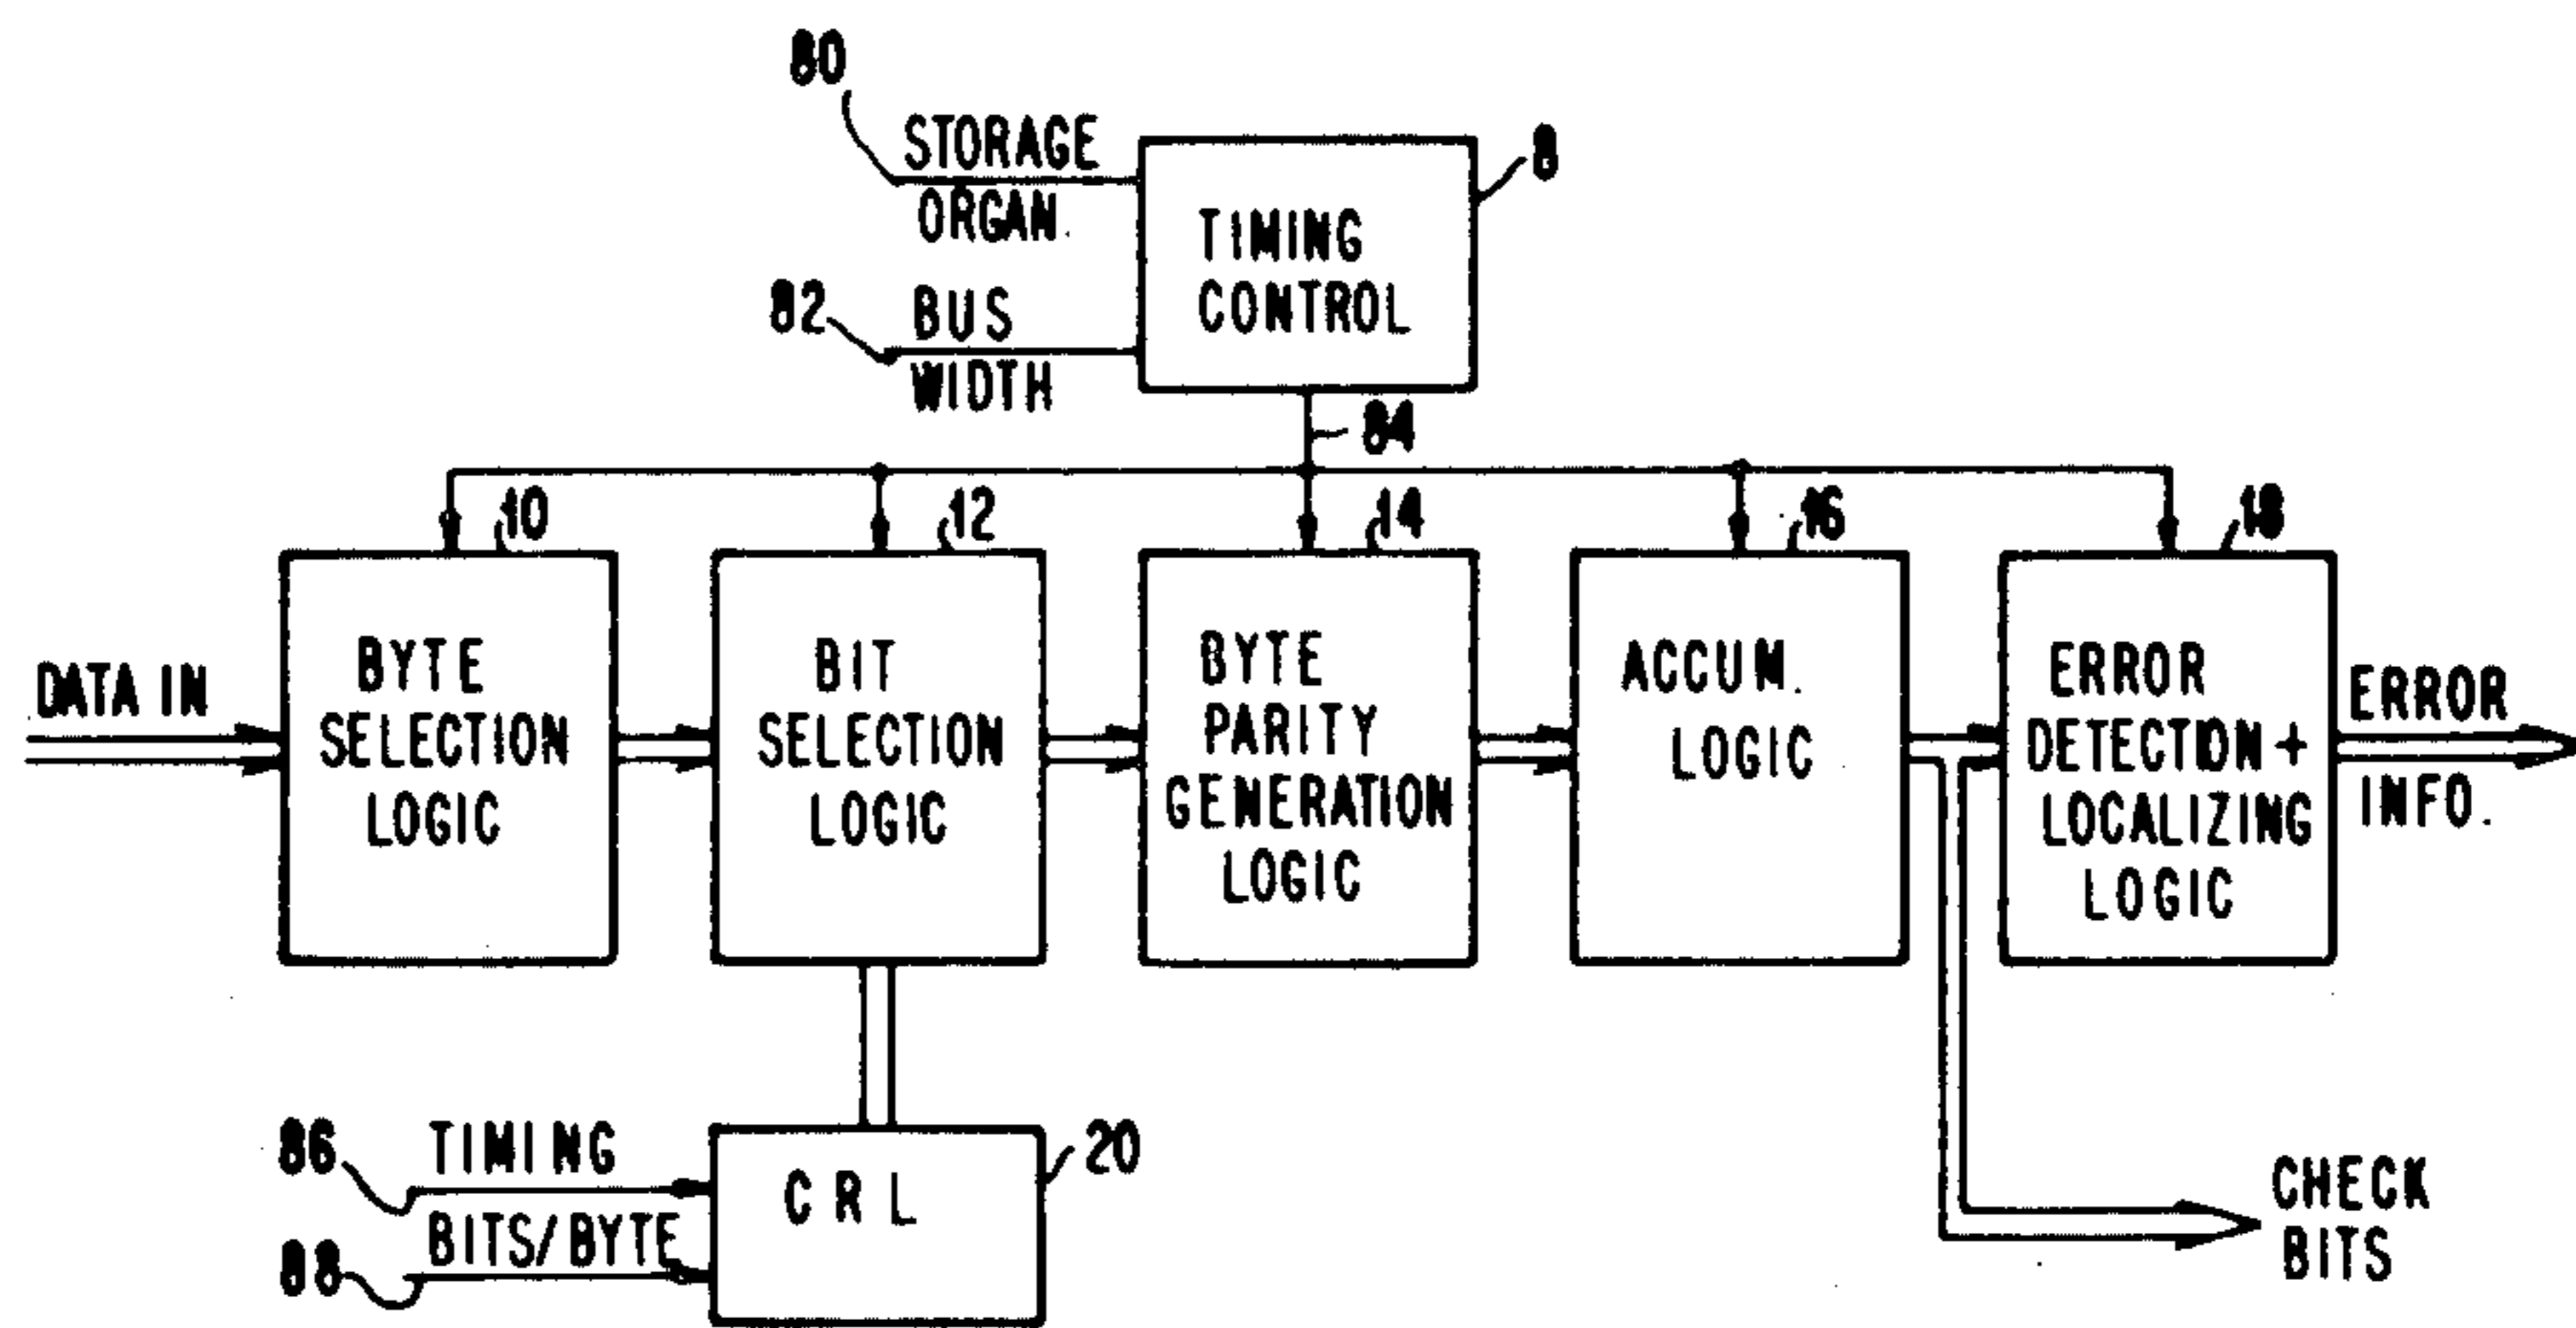 80
STORAGE
ORGAN.
8
TIMING
CONTROL
82
BUS
WIDTH
84
10
12
14
16
18
DATA IN
BYTE
SELECTION
LOGIC
BIT
SELECTION
LOGIC
BYTE
PARITY
GENERATION
LOGIC
ACCUM.
LOGIC
ERROR
DETECTION +
LOCALIZING
LOGIC
ERROR
INFO.
86
TIMING
BITS/BYTE
88
CRL
20
CHECK
BITS